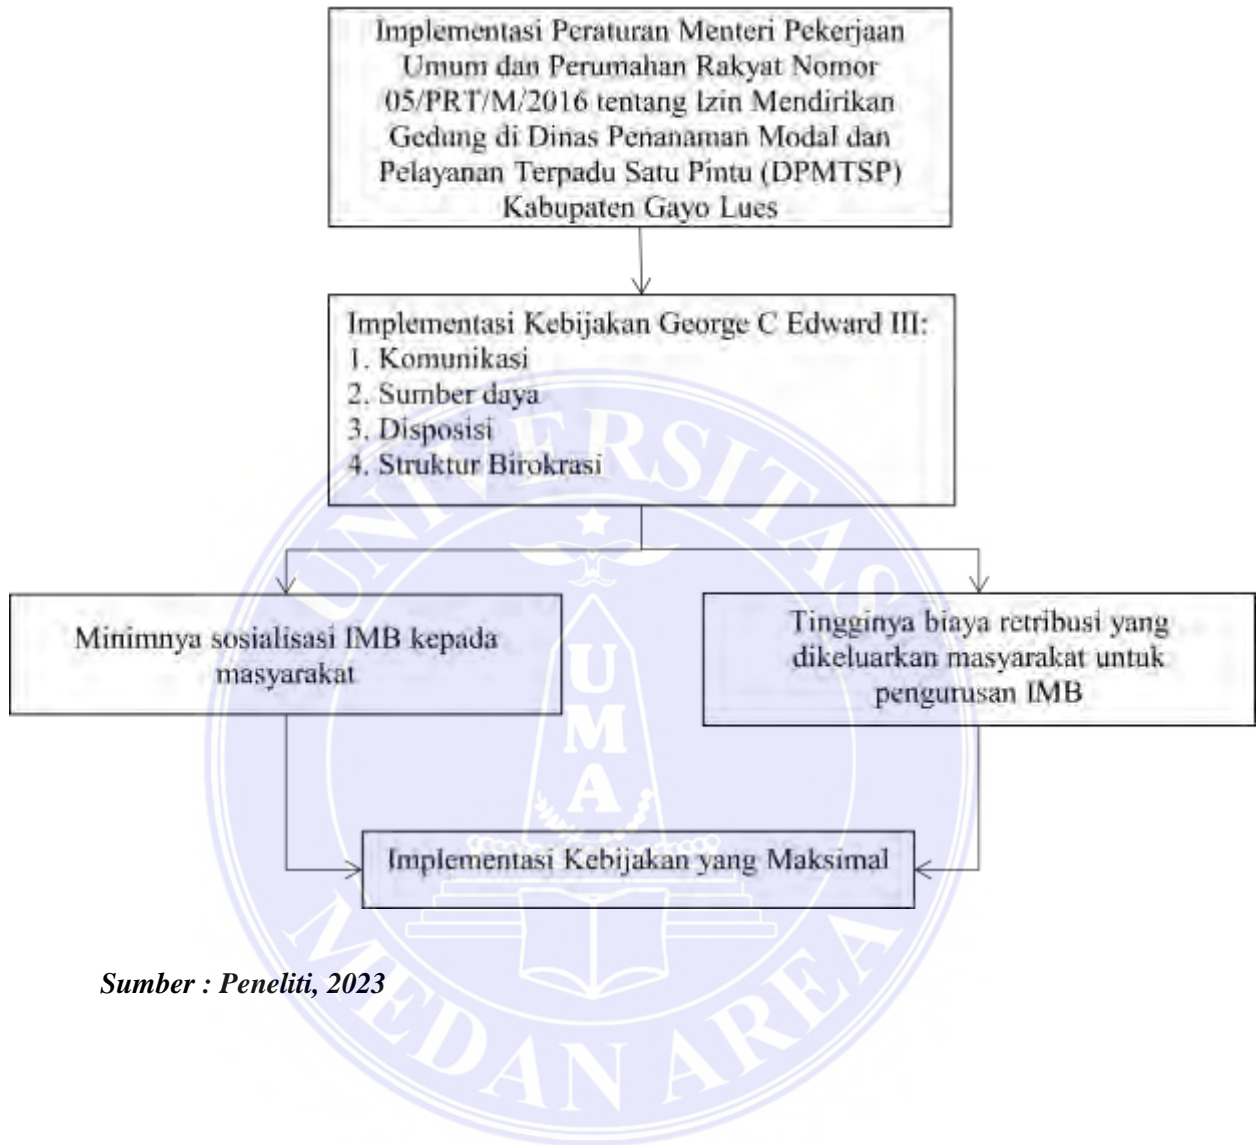 Implementasi Peraturan Menteri Pekerjaan
Umum dan Perumahan Rakyat Nomor
05/PRT/M/2016 tentang Izin Mendirikan
Gedung di Dinas Penanaman Modal dan
Pelayanan Terpadu Satu Pintu (DPMTSP)
Kabupaten Gayo Lues
Implementasi Kebijakan George C Edward III:
1. Komunikasi
2. Sumber daya
3. Disposisi
4. Struktur Birokrasi
Minimnya sosialisasi IMB kepada
masyarakat
Tingginya biaya retribusi yang
dikeluarkan masyarakat untuk
pengurusan IMB
Implementasi Kebijakan yang Maksimal
Sumber : Peneliti, 2023
UNIVERSITAS
MEDAN AREA
UMA